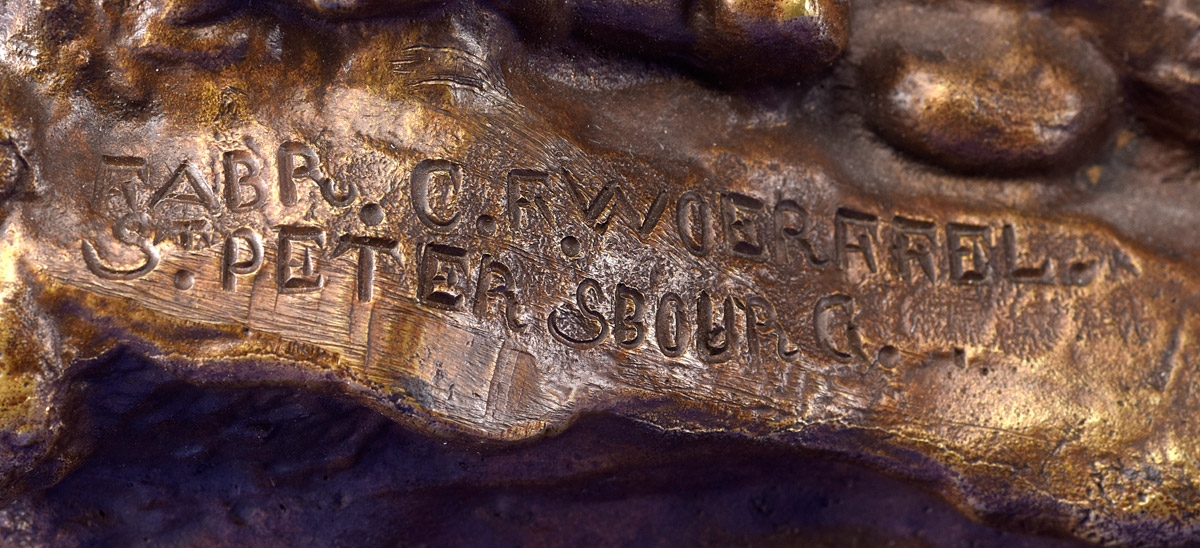 FABR. C. F. WOERFFEL.
ST. PETERSBOURG.